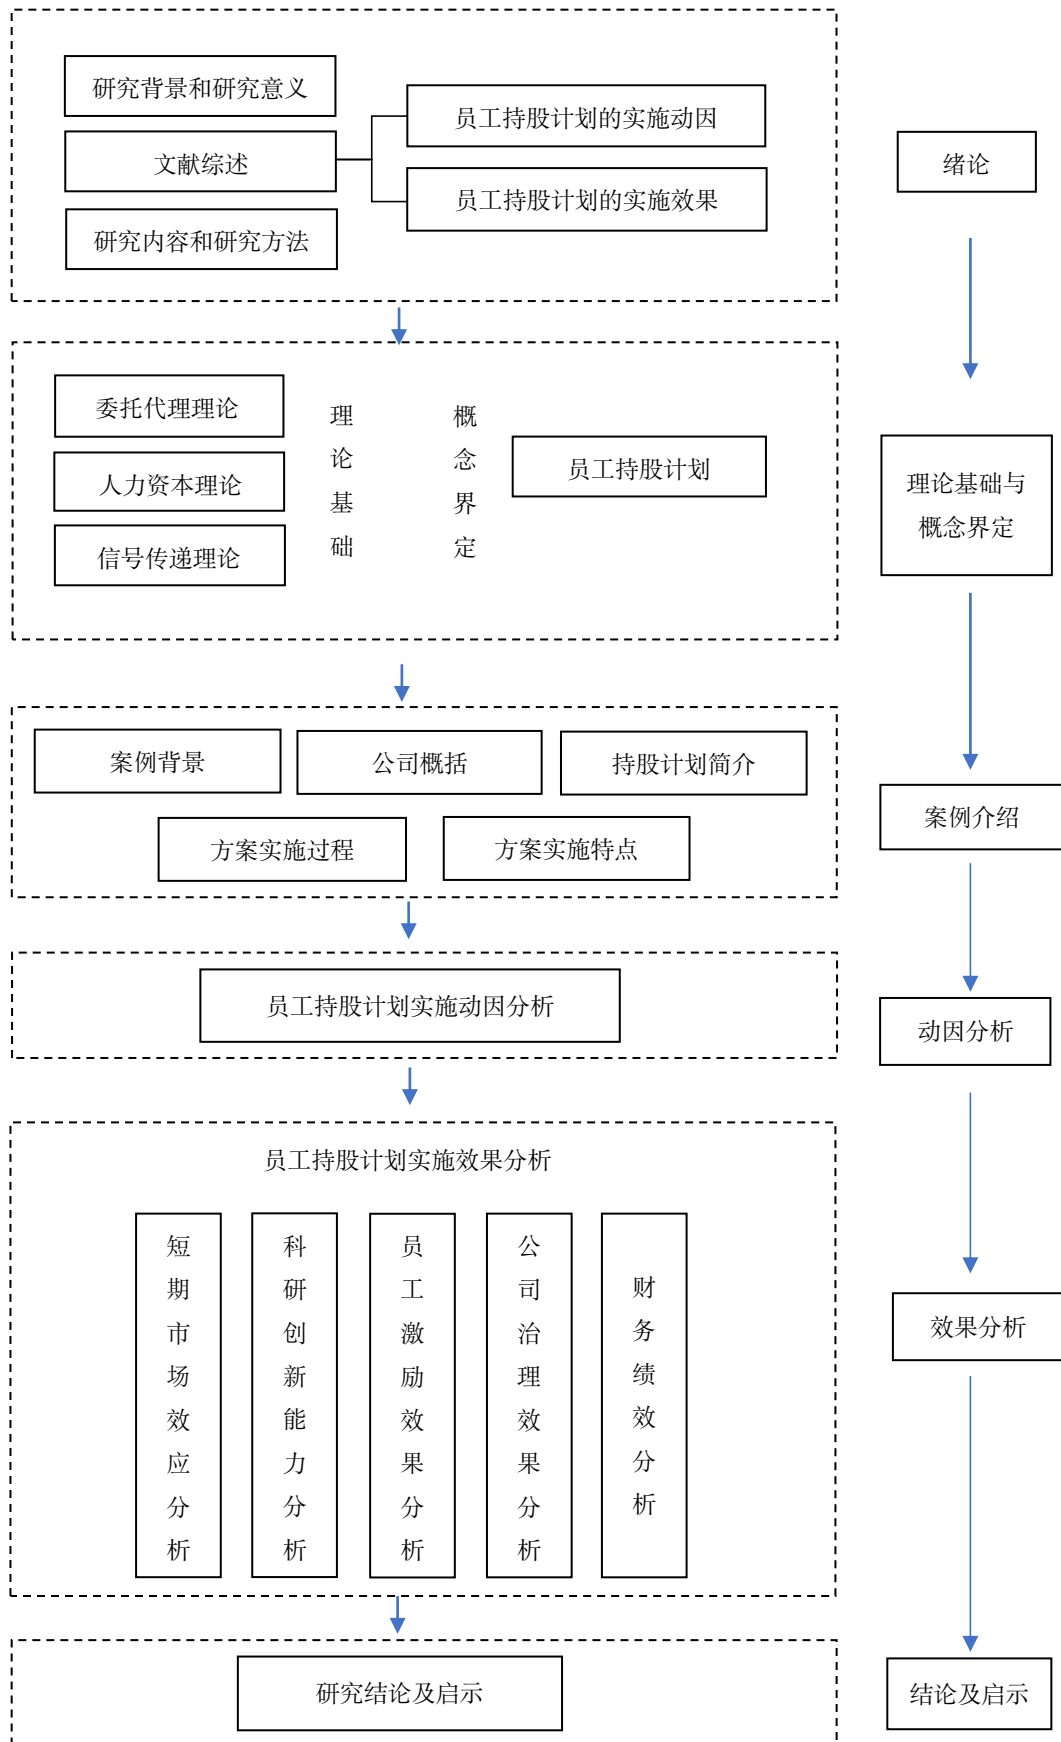 研究背景和研究意义
文献综述
研究内容和研究方法
员工持股计划的实施动因
员工持股计划的实施效果
绪论
委托代理理论
人力资本理论
信号传递理论
理论基础
概念界定
员工持股计划
理论基础与
概念界定
案例背景
公司概括
持股计划简介
方案实施过程
方案实施特点
案例介绍
员工持股计划实施动因分析
动因分析
员工持股计划实施效果分析
短期市场效应分析
科研创新能力分析
员工激励效果分析
公司治理效果分析
财务绩效分析
效果分析
研究结论及启示
结论及启示